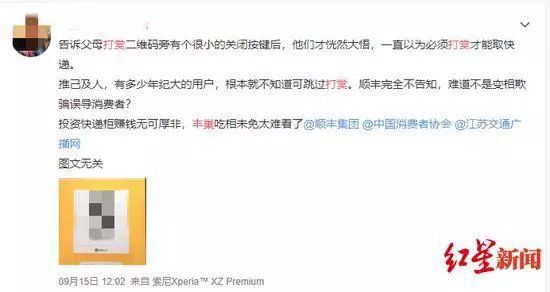 告诉父母打赏二维码旁有个很小的关闭按键后，他们才恍然大悟，一直以为必须打赏才能取快
递。
推己及人，有多少年纪大的用户，根本就不知道可跳过打赏。顺丰完全不告知，难道不是变相欺
骗误导消费者?
投资快递柜赚钱无可厚非，丰巢吃相未免太难看了@顺丰集团 @中国消费者协会 @江苏交通广
播网
图文无关
09月15日 12:02 来自 索尼Xperia™ XZ Premium
红星新闻